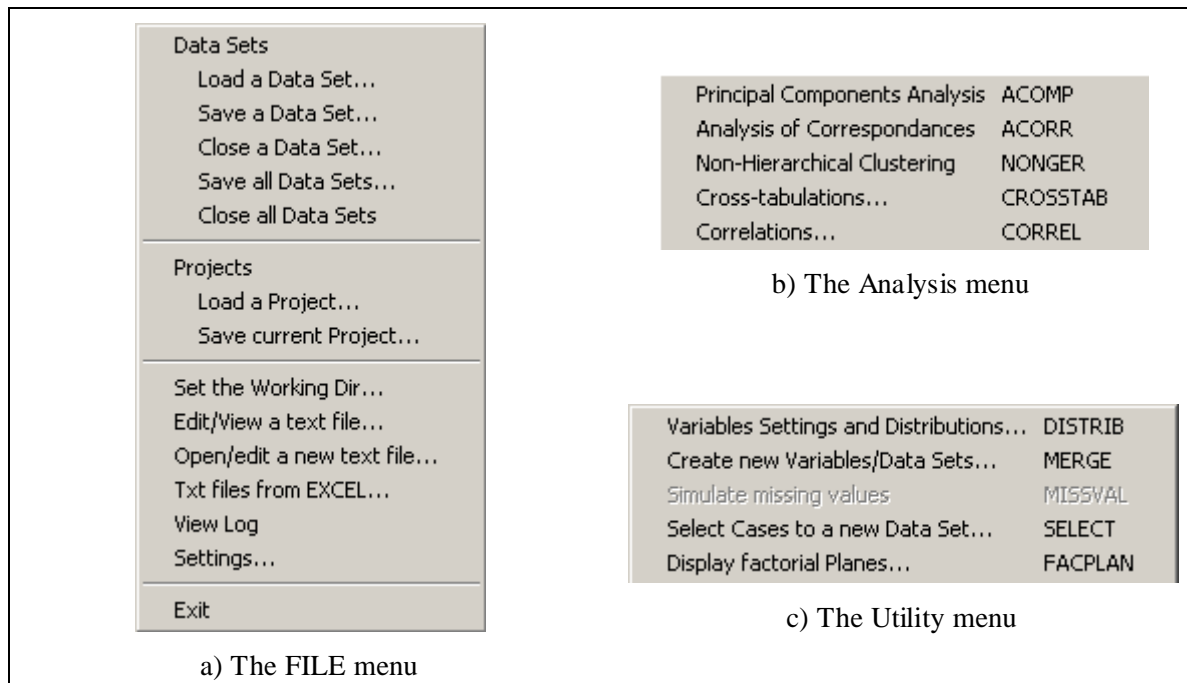 Data Sets
Load a Data Set...
Save a Data Set...
Close a Data Set...
Save all Data Sets...
Close all Data Sets
Projects
Load a Project...
Save current Project...
Set the Working Dir...
Edit/View a text file...
Open/edit a new text file...
Txt files from EXCEL...
View Log
Settings...
Exit
a) The FILE menu
Principal Components Analysis ACOMP
Analysis of Correspondances ACORR
Non-Hierarchical Clustering NONGER
Cross-tabulations... CROSSTAB
Correlations... CORREL
b) The Analysis menu
Variables Settings and Distributions... DISTRIB
Create new Variables/Data Sets... MERGE
Simulate missing values MISSVAL
Select Cases to a new Data Set... SELECT
Display factorial Planes... FACPLAN
c) The Utility menu